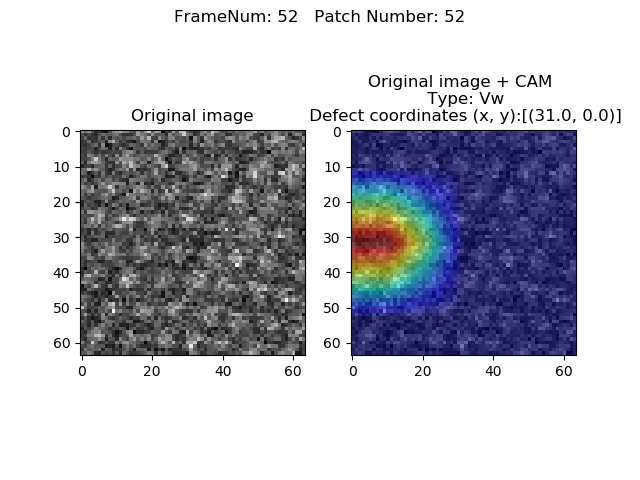 FrameNum: 52   Patch Number: 52
Original image
Original image + CAM
Type: Vw
Defect coordinates (x, y):[(31.0, 0.0)]
0
10
20
30
40
50
60
0 20 40 60
0
10
20
30
40
50
60
0 20 40 60